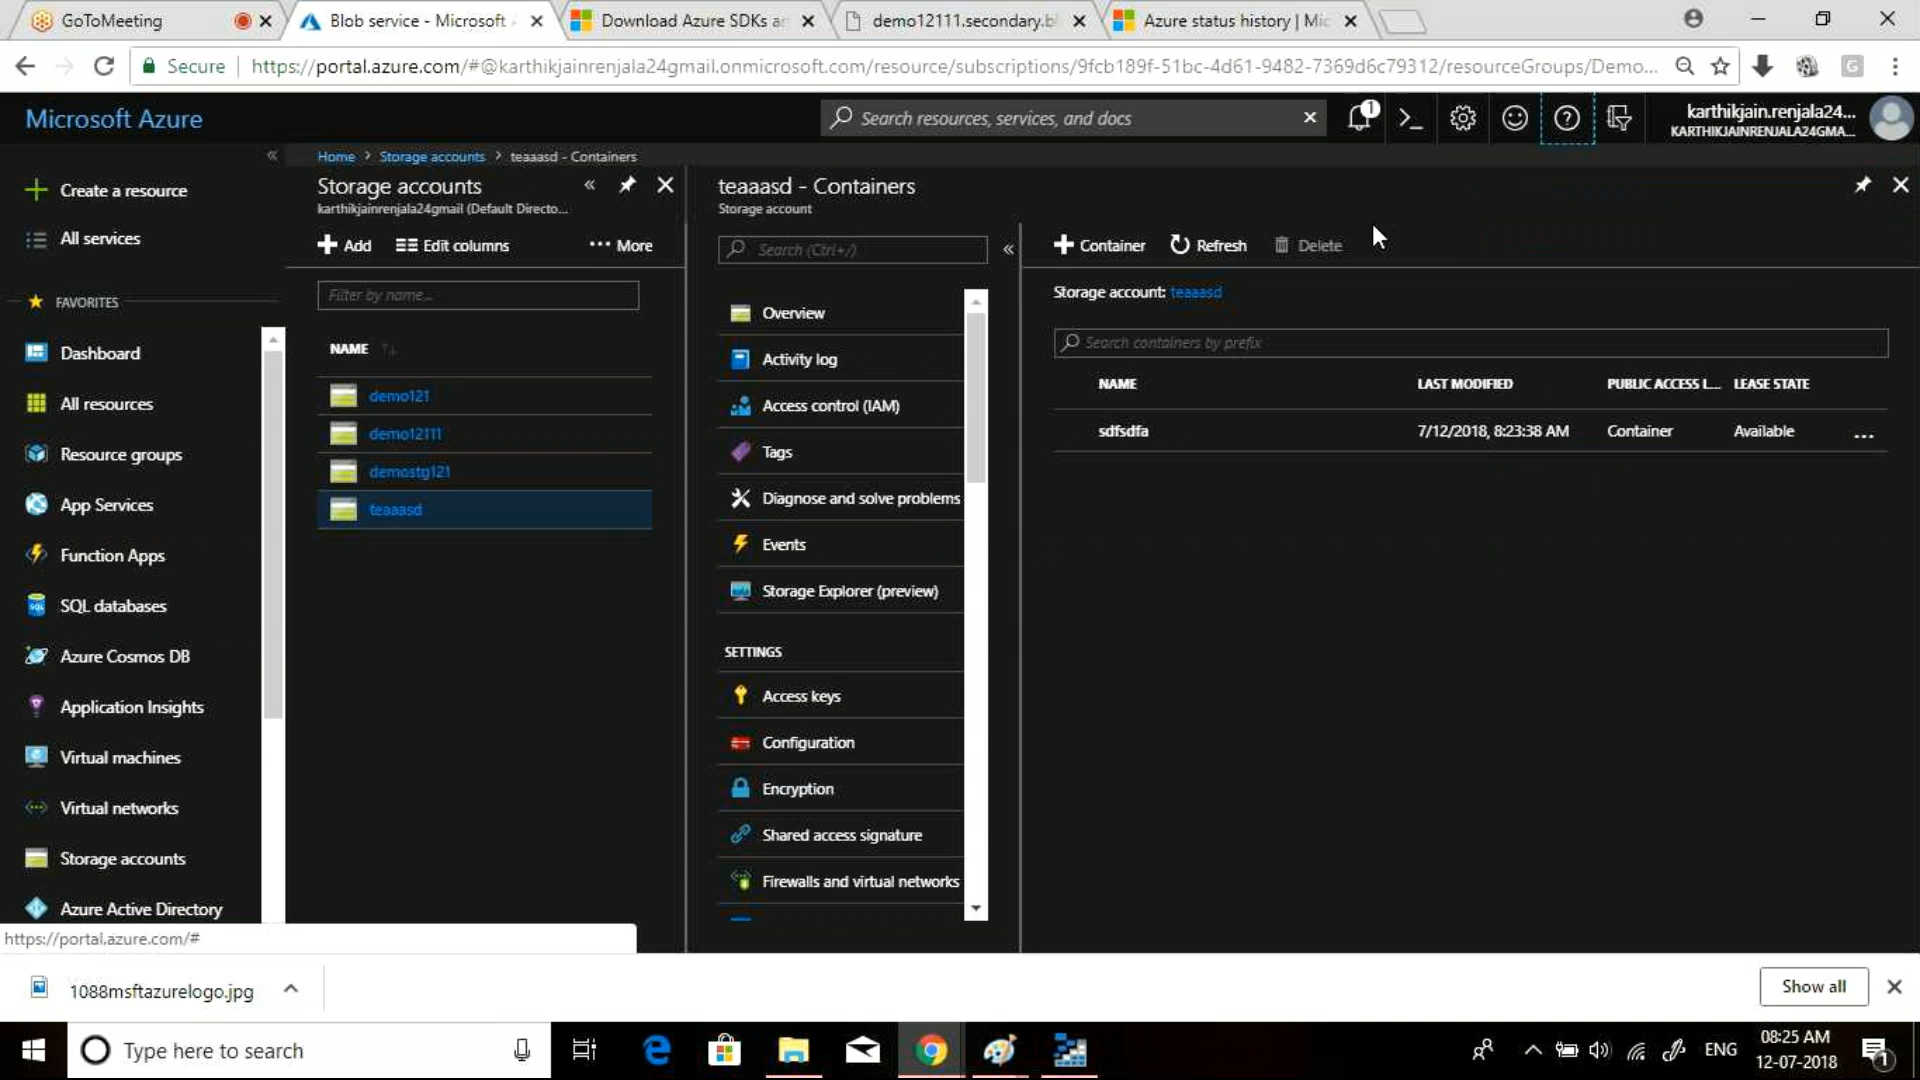 GoToMeeting
Blob service - Microsoft
Download Azure SDKs a
demo12111.secondary.b
Azure status history | Mic
Secure
https://portal.azure.com/#@karthikjainrenjala24gmail.onmicrosoft.com/resource/subscriptions/9fcb189f-51bc-4d61-9482-7369d6c79312/resourceGroups/Demo...
G
Microsoft Azure
Search resources, services, and docs
1
karthikjain.renjala24...
KARTHIKJAINRENJALA24GMA...
Create a resource
All services
FAVORITES
Dashboard
All resources
Resource groups
App Services
Function Apps
SQL databases
Azure Cosmos DB
Application Insights
Virtual machines
Virtual networks
Storage accounts
Azure Active Directory
https://portal.azure.com/#
Home > Storage accounts > teaaasd - Containers
Storage accounts
karthikjainrenjala24gmail (Default Directo...
Add
Edit columns
More
Filter by name...
NAME
demo121
demo12111
demostg121
teaaasd
teaaasd - Containers
Storage account
Search (Ctrl+/)
Overview
Activity log
Access control (IAM)
Tags
Diagnose and solve problems
Events
Storage Explorer (preview)
SETTINGS
Access keys
Configuration
Encryption
Shared access signature
Firewalls and virtual networks
Container
Refresh
Delete
Storage account: teaaasd
Search containers by prefix
NAME LAST MODIFIED PUBLIC ACCESS L... LEASE STATE
sdfsdfa 7/12/2018, 8:23:38 AM Container Available ...
1088msftazurelogo.jpg
Show all
Type here to search
ENG
08:25 AM
12-07-2018
1